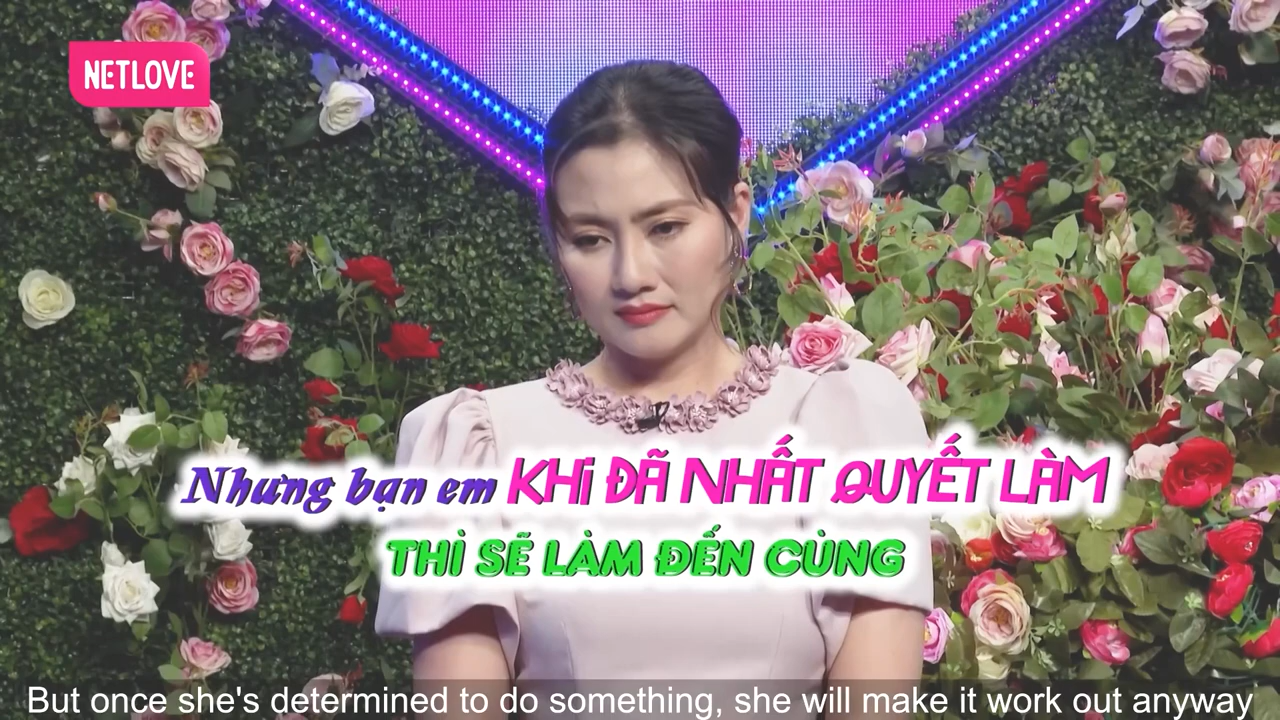 NETLOVE
Nhưng bạn em KHi ĐÃ NHẤT QUYẾT LÀM
THÌ SẼ LÀM ĐẾN CÙNG
But once she's determined to do something, she will make it work out anyway